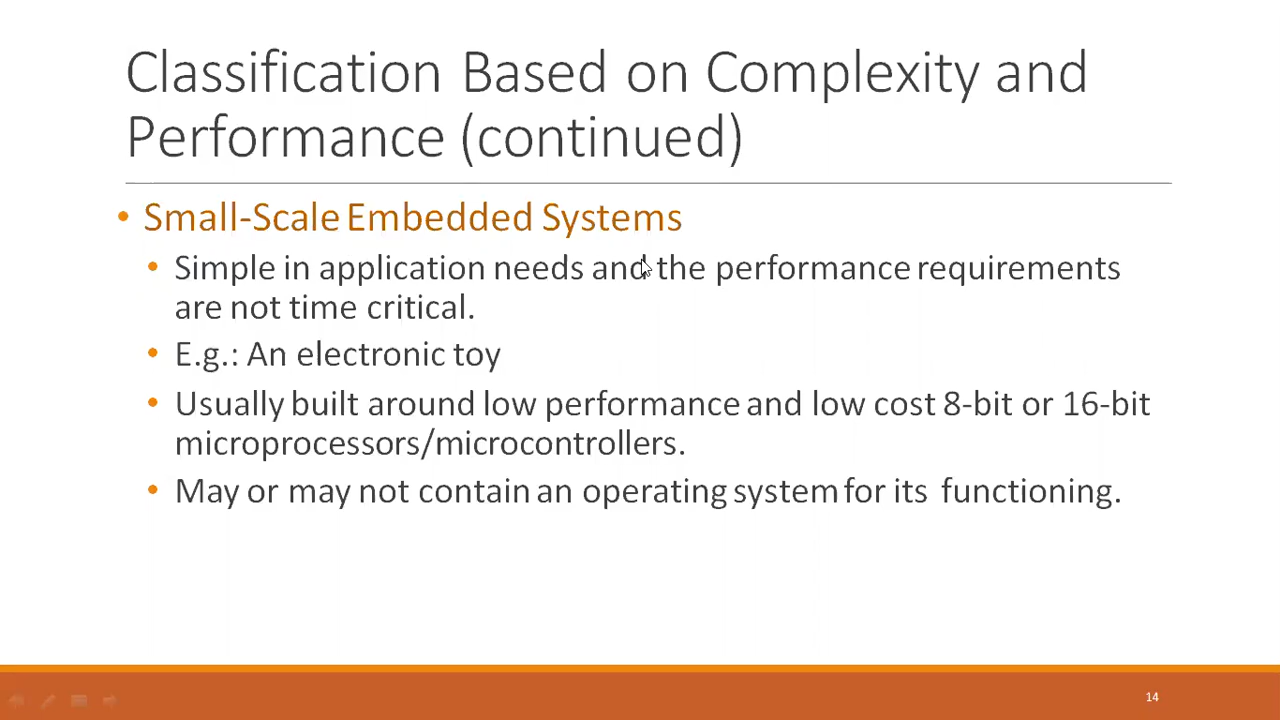 Classification Based on Complexity and
Performance (continued)
• Small-Scale Embedded Systems
• Simple in application needs and the performance requirements
are not time critical.
• E.g.: An electronic toy
• Usually built around low performance and low cost 8-bit or 16-bit
microprocessors/microcontrollers.
• May or may not contain an operating system for its functioning.
14